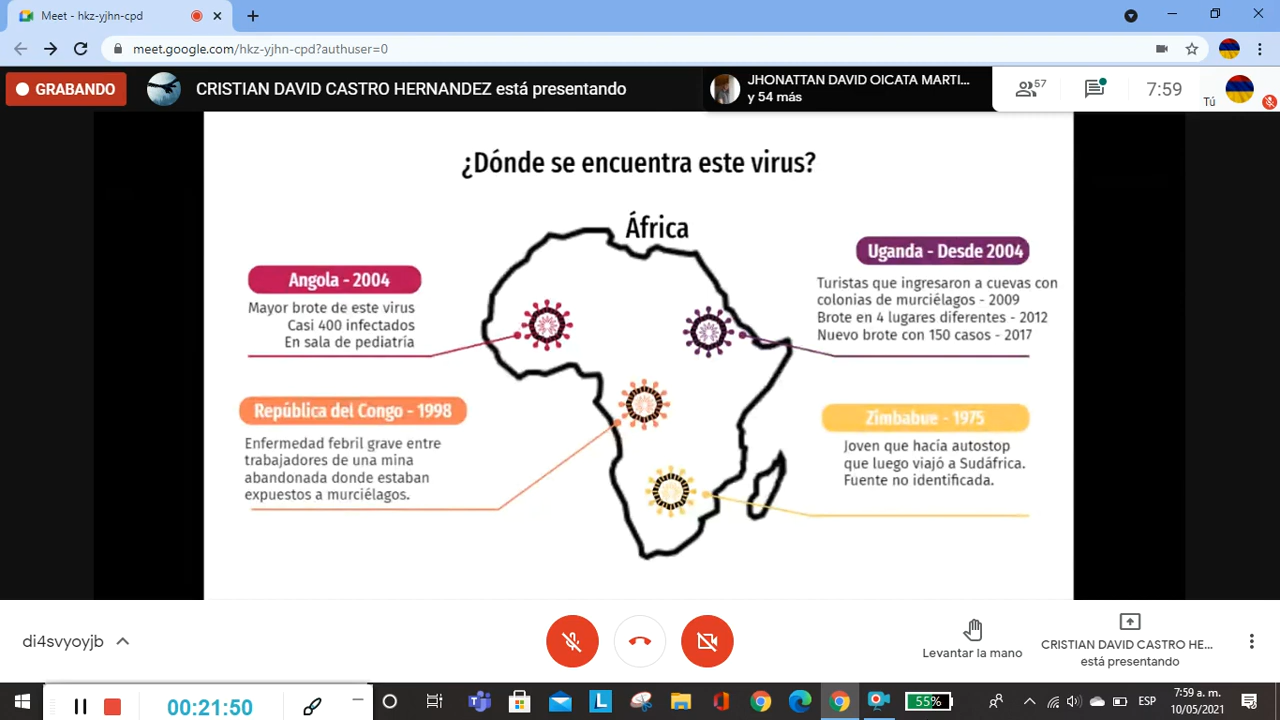 Meet - hkz-yjhn-cpd
meet.google.com/hkz-yjhn-cpd?authuser=0
GRABANDO
CRISTIAN DAVID CASTRO HERNANDEZ está presentando
JHONATTAN DAVID OICATA MARTI...
y 54 más
57
7:59
Tú
¿Dónde se encuentra este virus?
África
Angola - 2004
Mayor brote de este virus
Casi 400 infectados
En sala de pediatría
Uganda - Desde 2004
Turistas que ingresaron a cuevas con
colonias de murciélagos - 2009
Brote en 4 lugares diferentes - 2012
Nuevo brote con 150 casos - 2017
República del Congo - 1998
Enfermedad febril grave entre
trabajadores de una mina
abandonada donde estaban
expuestos a murciélagos.
Zimbabue - 1975
Joven que hacía autostop
que luego viajó a Sudáfrica.
Fuente no identificada.
di4svyoyjb
Levantar la mano
CRISTIAN DAVID CASTRO HE...
está presentando
00:21:50
L
55%
ESP
7:59 a. m.
10/05/2021